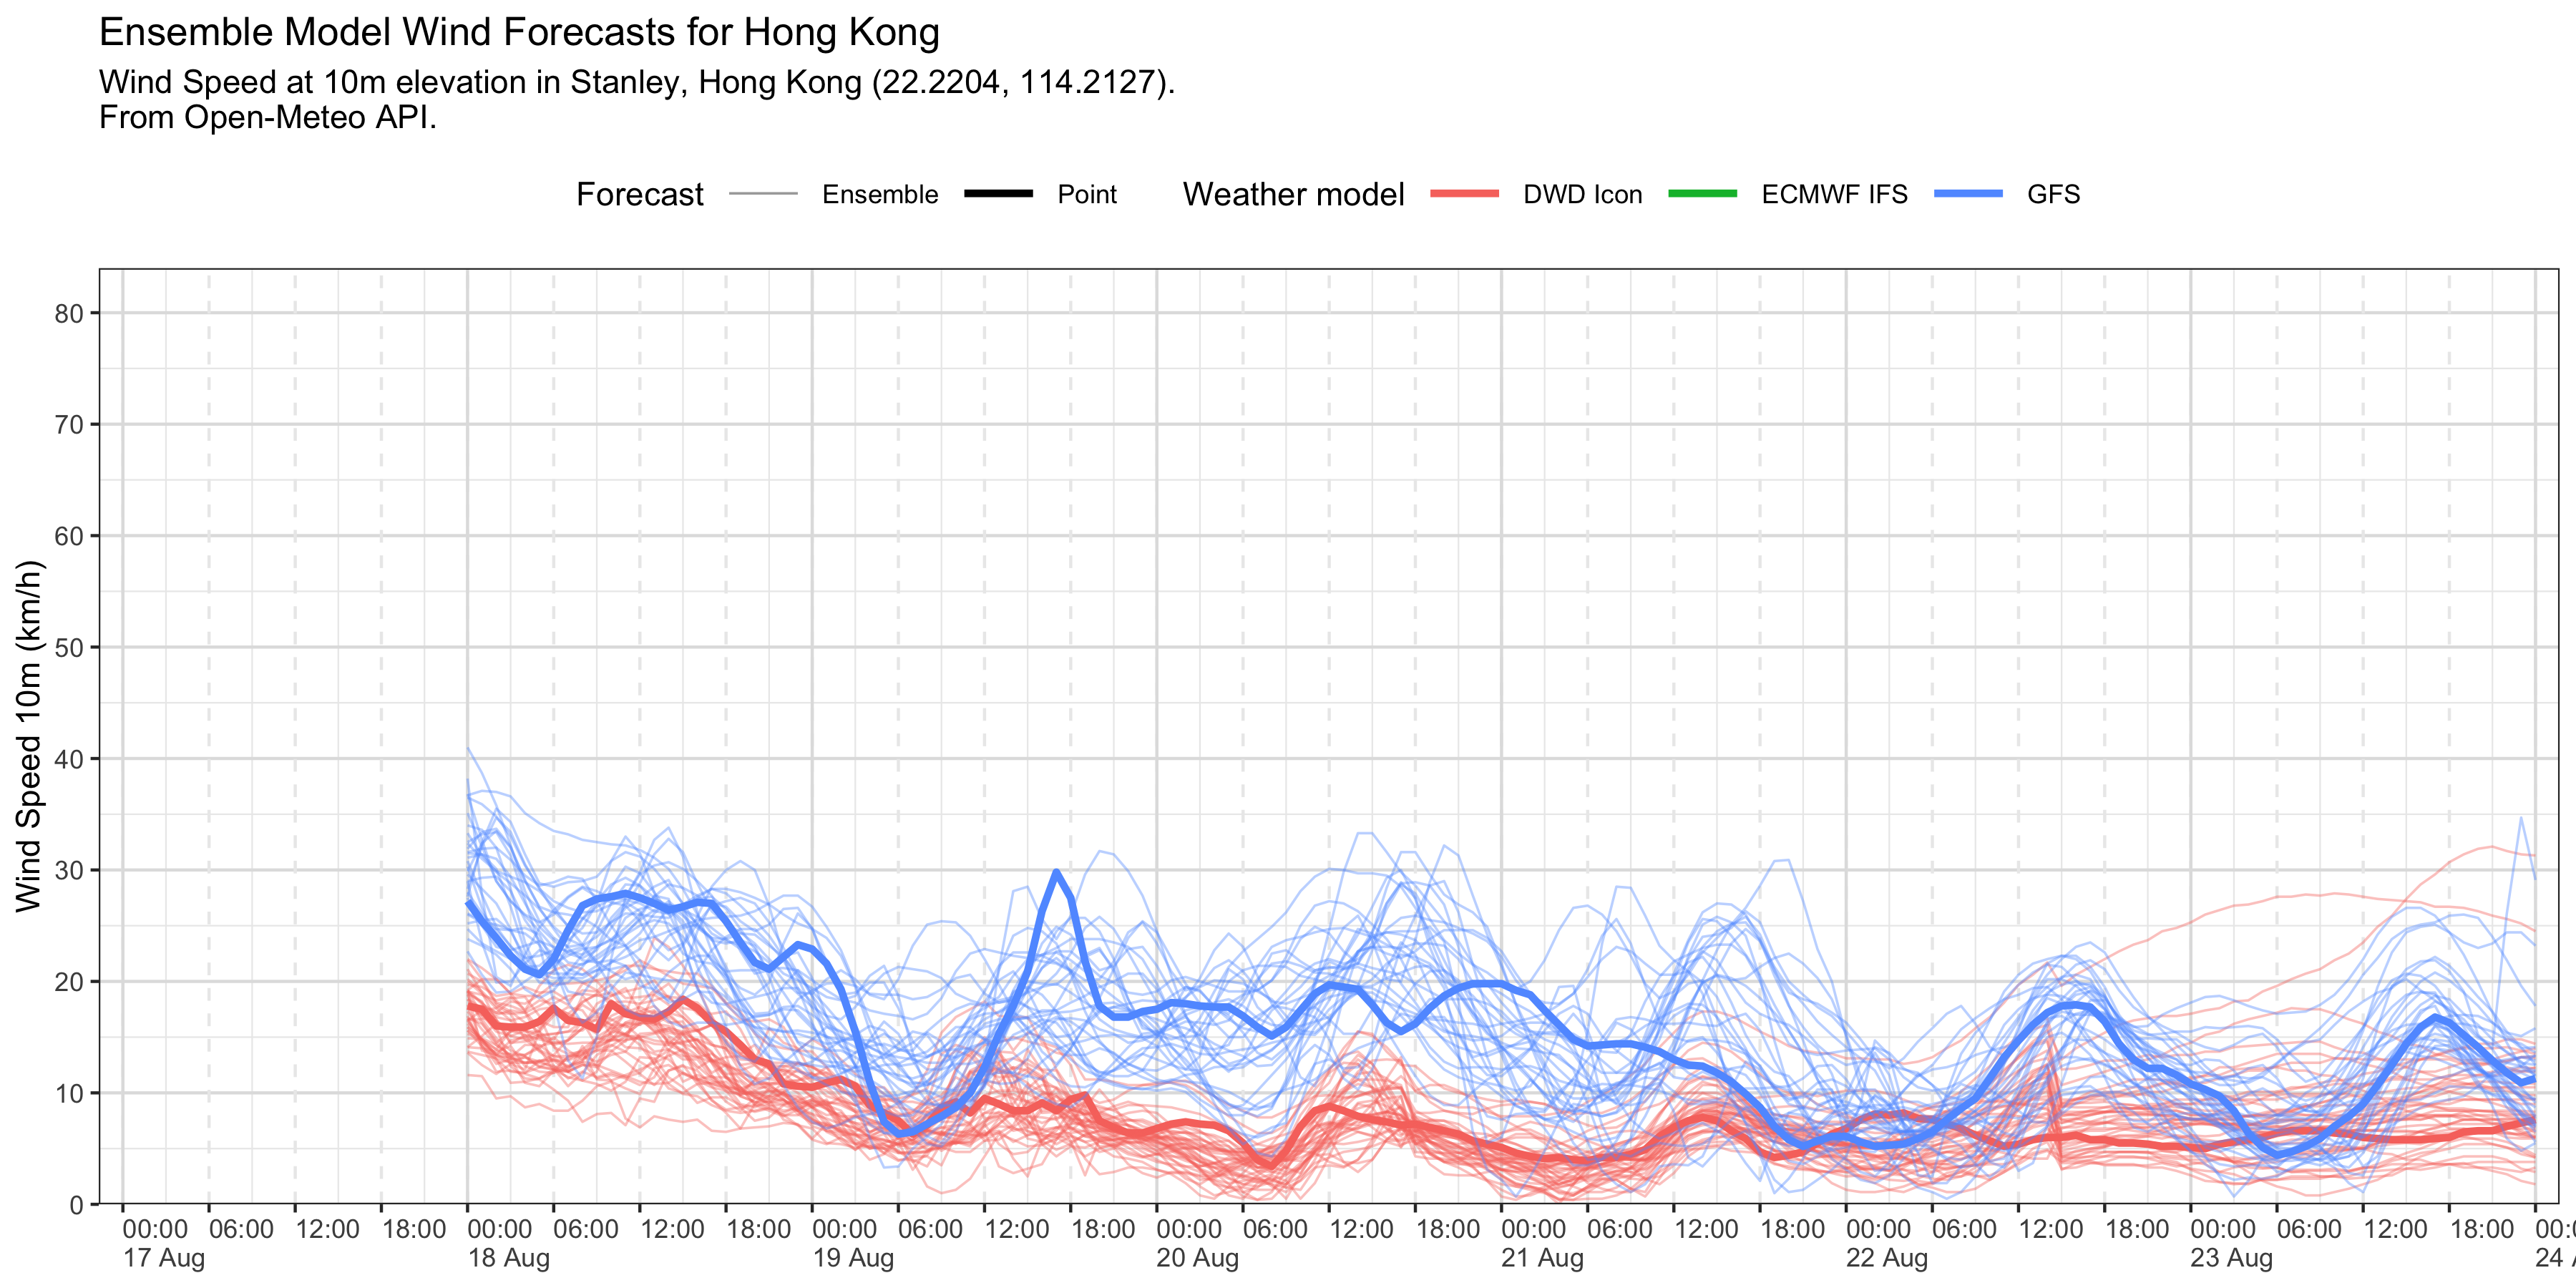 Ensemble Model Wind Forecasts for Hong Kong
Wind Speed at 10m elevation in Stanley, Hong Kong (22.2204, 114.2127).
From Open-Meteo API.
Forecast Ensemble Point Weather model DWD Icon ECMWF IFS GFS
Wind Speed 10m (km/h)
80
70
60
50
40
30
20
10
0
00:00 06:00 12:00 18:00 00:00 06:00 12:00 18:00 00:00 06:00 12:00 18:00 00:00 06:00 12:00 18:00 00:00 06:00 12:00 18:00 00:00 06:00 12:00 18:00 00:00 06:00 12:00 18:00 00:0
17 Aug 18 Aug 19 Aug 20 Aug 21 Aug 22 Aug 23 Aug 24 A